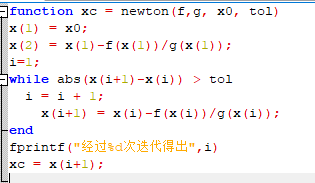 function xc = newton(f,g, x0, tol)
x(1) = x0;
x(2) = x(1)-f(x(1))/g(x(1));
i=1;
while abs(x(i+1)-x(i)) > tol
i = i + 1;
x(i+1) = x(i)-f(x(i))/g(x(i));
end
fprintf("经过%d次迭代得出",i)
xc = x(i+1);